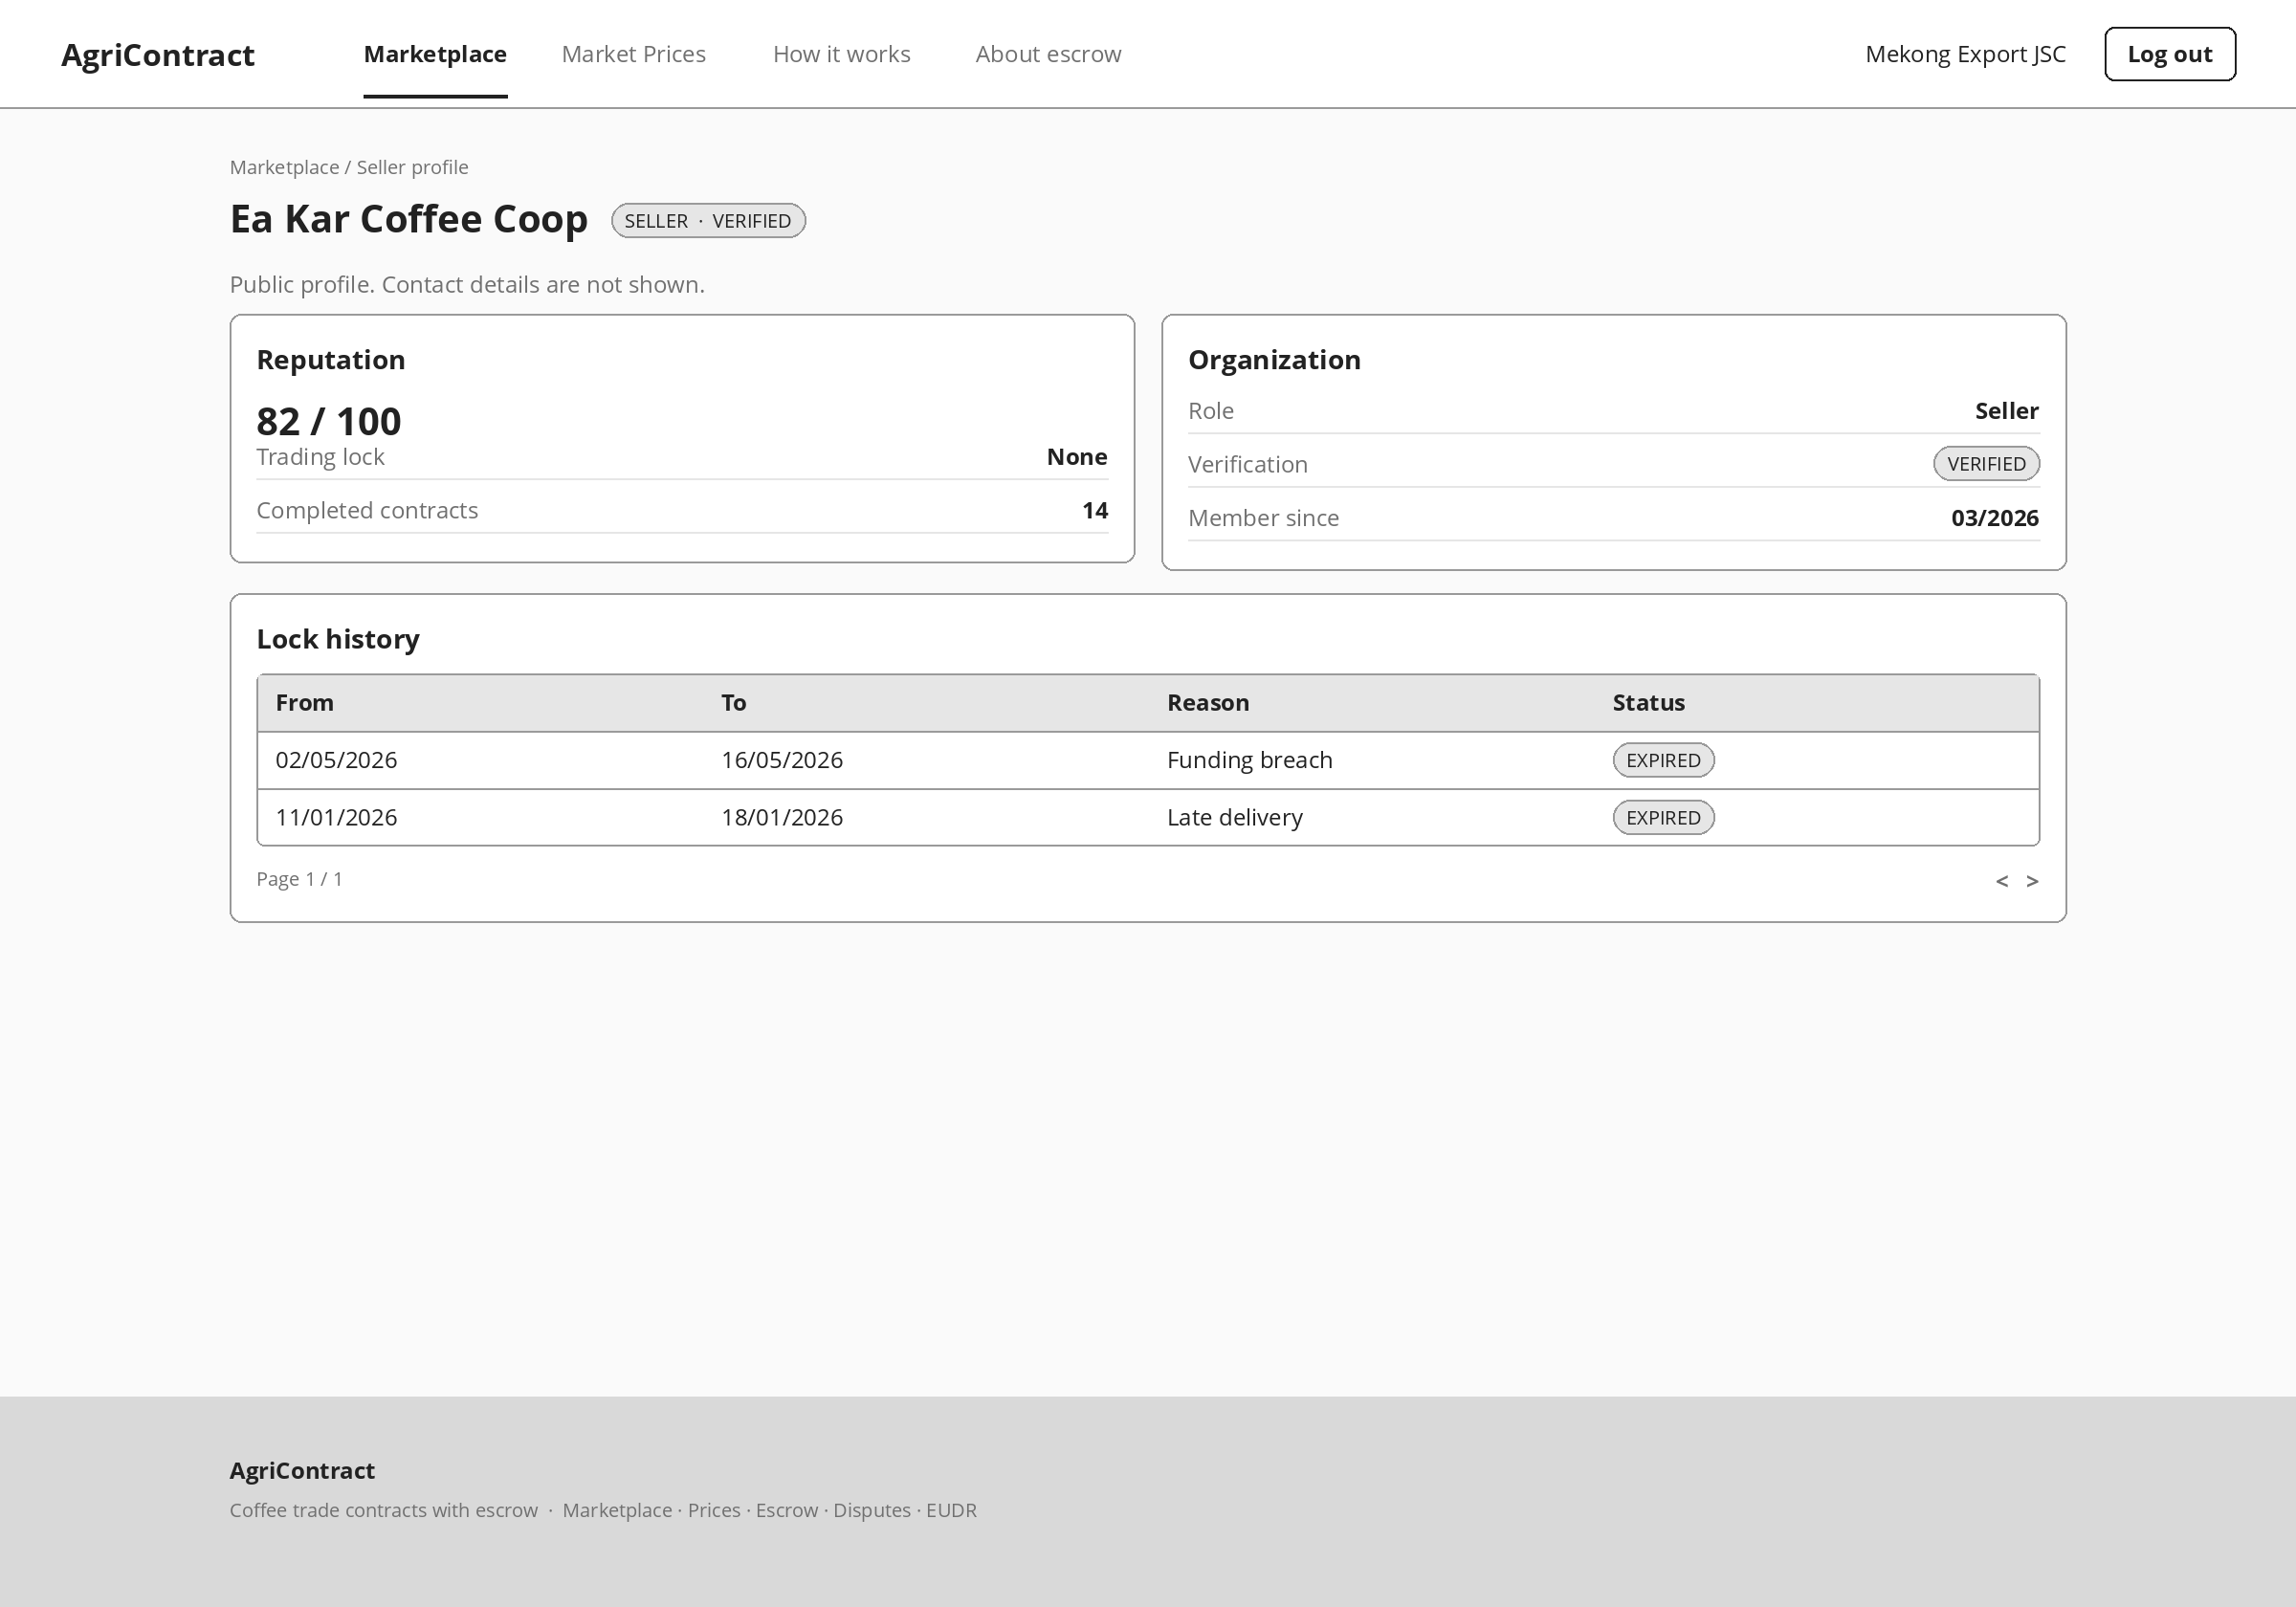 AgriContract Marketplace Market Prices How it works About escrow Mekong Export JSC Log out
Marketplace / Seller profile
Ea Kar Coffee Coop SELLER · VERIFIED
Public profile. Contact details are not shown.
Reputation
82 / 100
Trading lock None
Completed contracts 14
Organization
Role Seller
Verification VERIFIED
Member since 03/2026
Lock history
From To Reason Status
02/05/2026 16/05/2026 Funding breach EXPIRED
11/01/2026 18/01/2026 Late delivery EXPIRED
Page 1 / 1 < >
AgriContract
Coffee trade contracts with escrow · Marketplace · Prices · Escrow · Disputes · EUDR